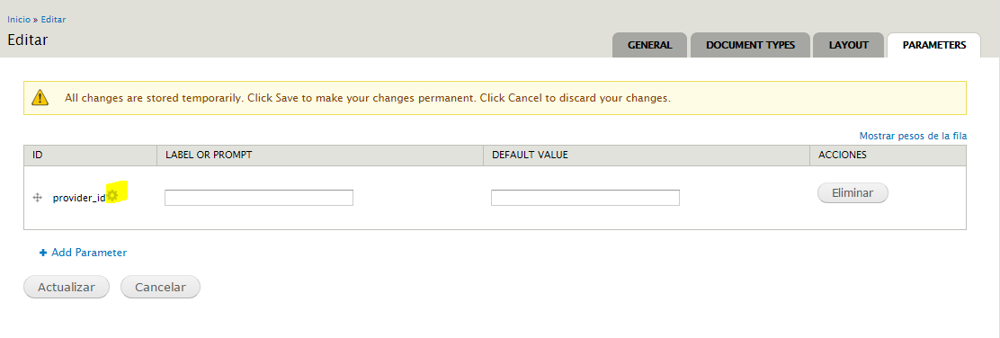 Inicio » Editar
Editar
GENERAL
DOCUMENT TYPES
LAYOUT
PARAMETERS
All changes are stored temporarily. Click Save to make your changes permanent. Click Cancel to discard your changes.
Mostrar pesos de la fila
ID
LABEL OR PROMPT
DEFAULT VALUE
ACCIONES
provider_id
Eliminar
Add Parameter
Actualizar
Cancelar